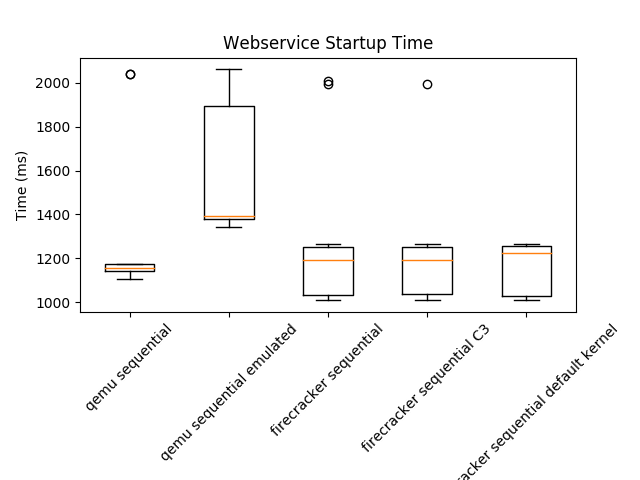 Webservice Startup Time
2000
1800
1600
1400
1200
1000
Time (ms)
qemu sequential
qemu sequential emulated
firecracker sequential
firecracker sequential C3
sequential default kernel